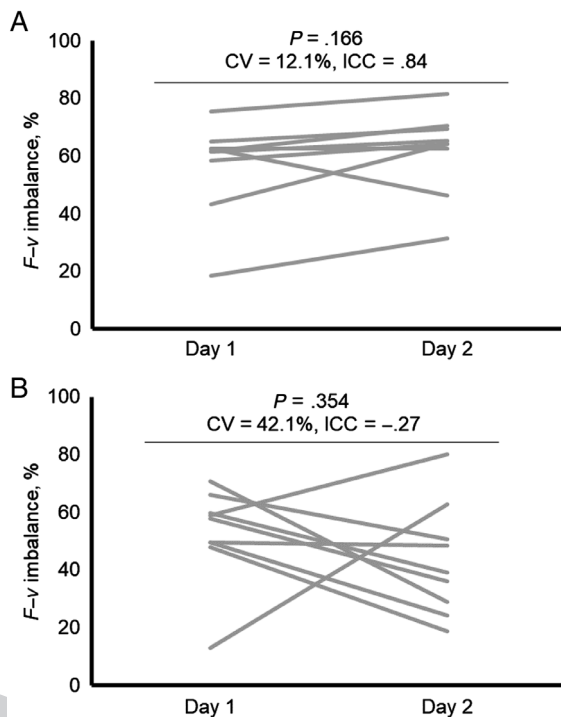 A
100
P = .166
CV = 12.1%, ICC = .84
80
60
40
20
0
F–v imbalance, %
Day 1
Day 2
B
100
P = .354
CV = 42.1%, ICC = –.27
80
60
40
20
0
F–v imbalance, %
Day 1
Day 2